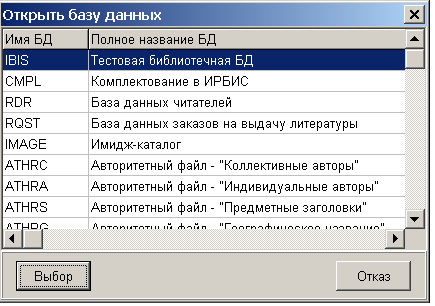 Открыть базу данных
Имя БД Полное название БД
IBIS Тестовая библиотечная БД
CMPL Комплектование в ИРБИС
RDR База данных читателей
RQST База данных заказов на выдачу литературы
IMAGE Имидж-каталог
ATHRC Авторитетный файл - "Коллективные авторы"
ATHRA Авторитетный файл - "Индивидуальные авторы"
ATHRS Авторитетный файл - "Предметные заголовки"
ATHRG Авторитетный файл - "Географическое название"
Выбор Отказ